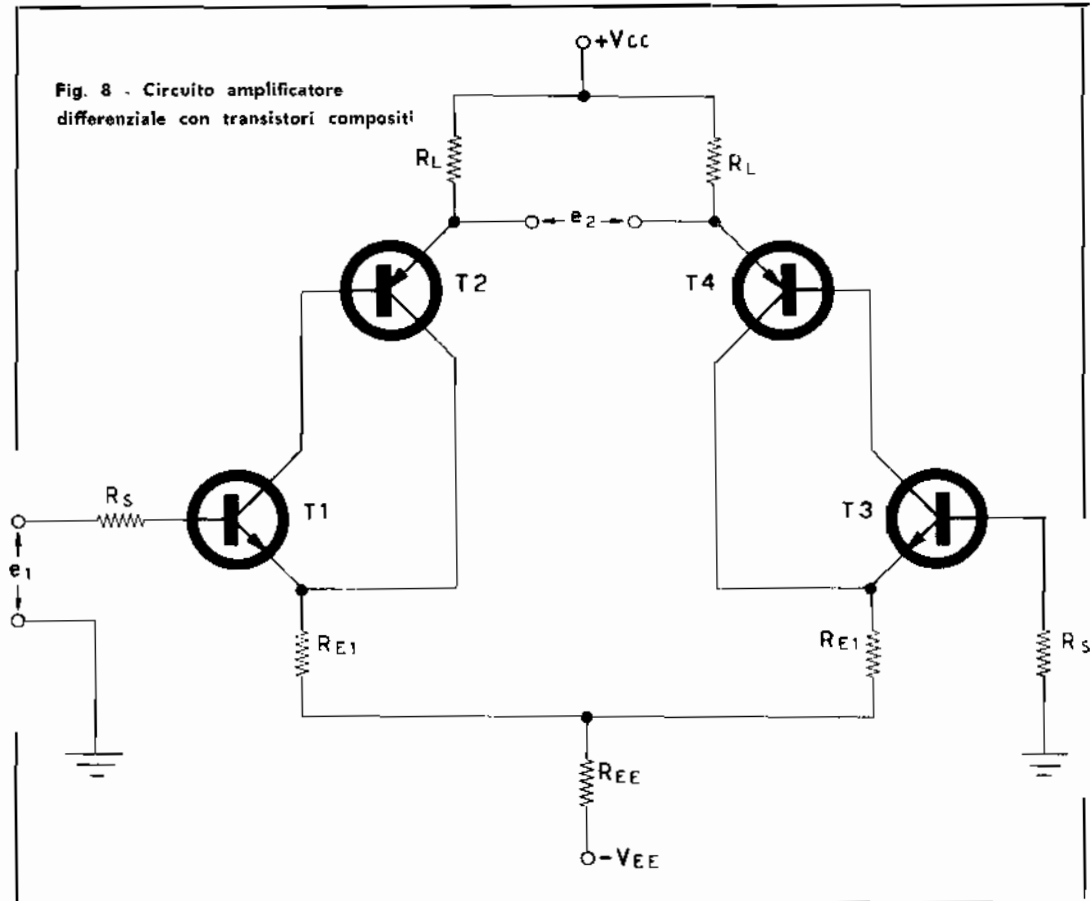 +VCC
Fig. 8 - Circuito amplificatore
differenziale con transistori compositi
RL
RL
e2
T2
T4
RS
T1
T3
e1
RE1
RE1
RS
REE
-VEE